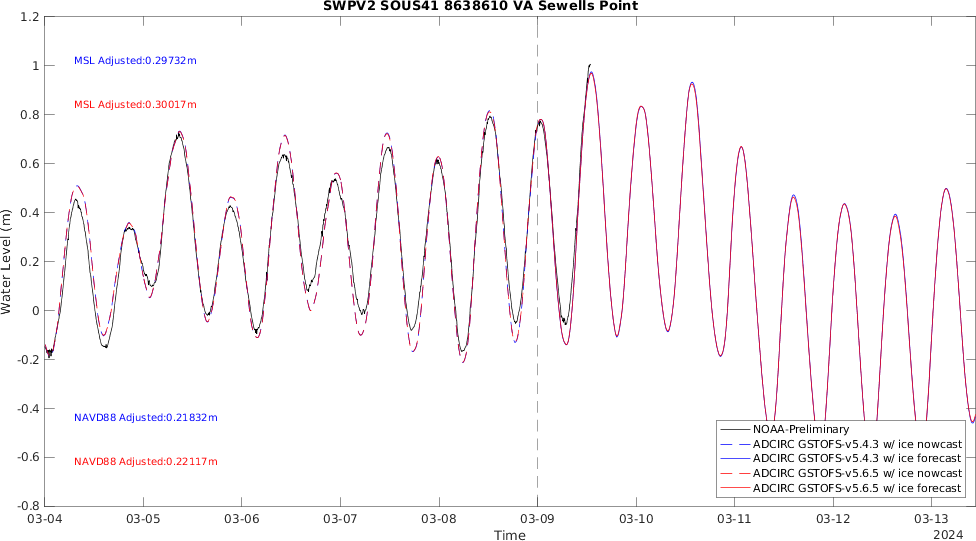 SWPV2 SOUS41 8638610 VA Sewells Point
1.2
1
0.8
0.6
0.4
0.2
0
-0.2
-0.4
-0.6
-0.8
Water Level (m)
MSL Adjusted:0.29732m
MSL Adjusted:0.30017m
NAVD88 Adjusted:0.21832m
NAVD88 Adjusted:0.22117m
NOAA-Preliminary
ADCIRC GSTOFS-v5.4.3 w/ ice nowcast
ADCIRC GSTOFS-v5.4.3 w/ ice forecast
ADCIRC GSTOFS-v5.6.5 w/ ice nowcast
ADCIRC GSTOFS-v5.6.5 w/ ice forecast
03-04 03-05 03-06 03-07 03-08 03-09 03-10 03-11 03-12 03-13
Time
2024